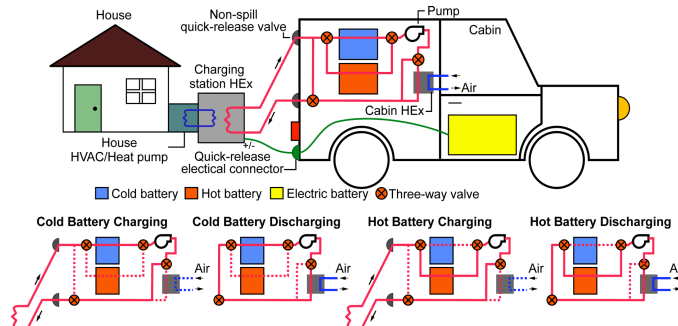 House
Non-spill
quick-release valve
Pump
Cabin
Charging
station HEx
Air
Cabin HEx
House
HVAC/Heat pump
+/-
Quick-release
electrical connector
Cold battery
Hot battery
Electric battery
Three-way valve
Cold Battery Charging
Cold Battery Discharging
Hot Battery Charging
Hot Battery Discharging
Air
Air
Air